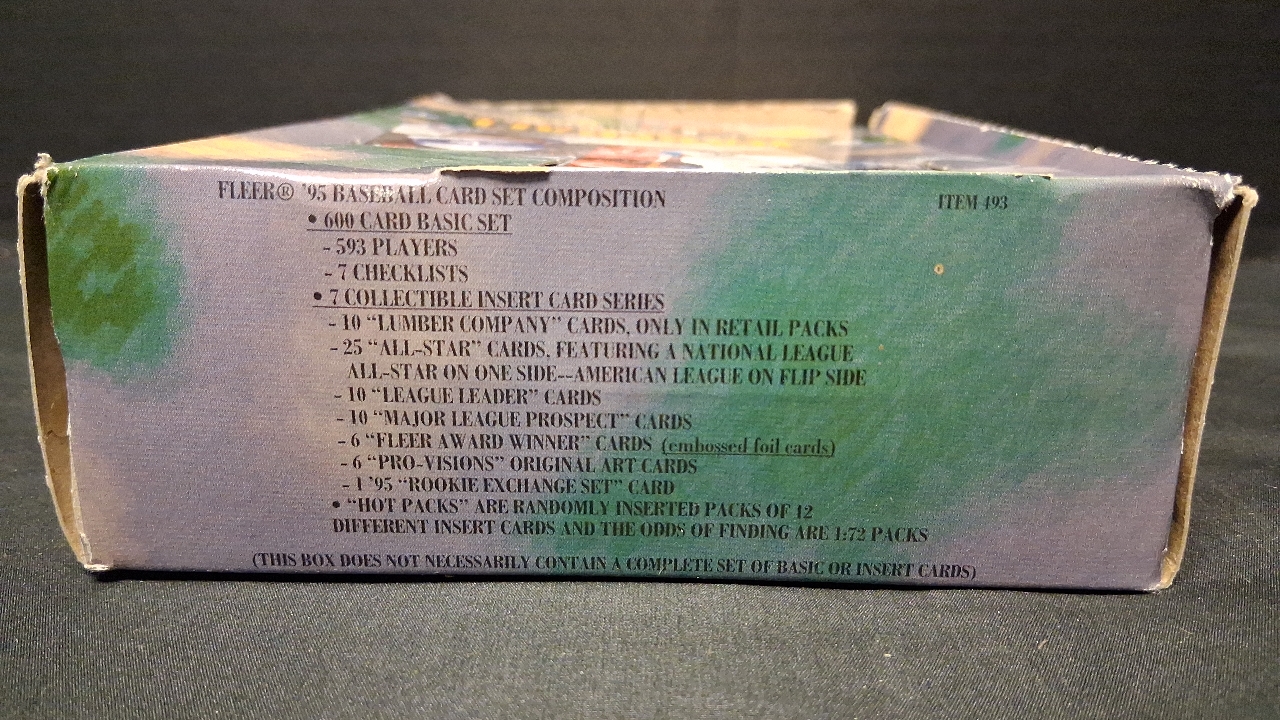 FLEER® '95 BASEBALL CARD SET COMPOSITION
ITEM 493
• 600 CARD BASIC SET
- 593 PLAYERS
- 7 CHECKLISTS
• 7 COLLECTIBLE INSERT CARD SERIES
- 10 “LUMBER COMPANY” CARDS, ONLY IN RETAIL PACKS
- 25 “ALL-STAR” CARDS, FEATURING A NATIONAL LEAGUE
ALL-STAR ON ONE SIDE--AMERICAN LEAGUE ON FLIP SIDE
- 10 “LEAGUE LEADER” CARDS
- 10 “MAJOR LEAGUE PROSPECT” CARDS
- 6 “FLEER AWARD WINNER” CARDS (embossed foil cards)
- 6 “PRO-VISIONS” ORIGINAL ART CARDS
- 1 '95 “ROOKIE EXCHANGE SET” CARD
• “HOT PACKS” ARE RANDOMLY INSERTED PACKS OF 12
DIFFERENT INSERT CARDS AND THE ODDS OF FINDING ARE 1:72 PACKS
(THIS BOX DOES NOT NECESSARILY CONTAIN A COMPLETE SET OF BASIC OR INSERT CARDS)